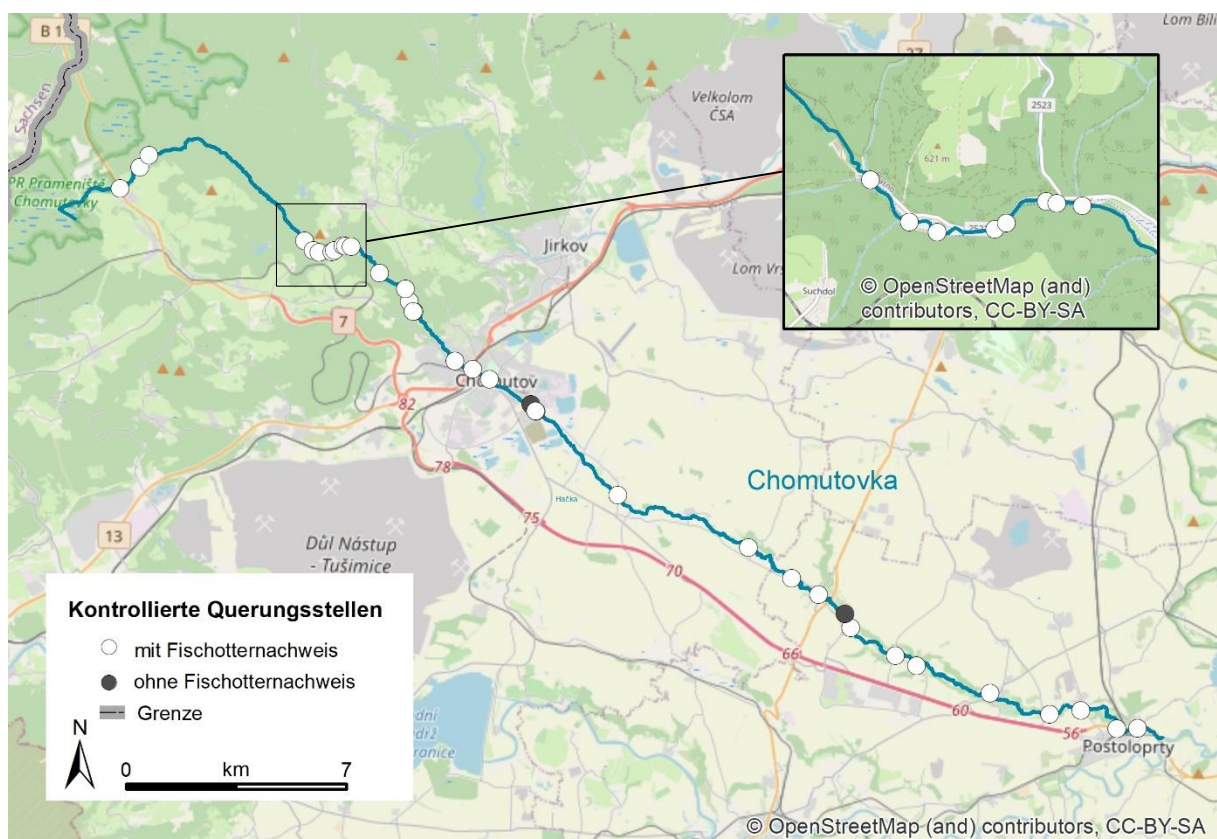 B 1
Lom Bíli
27
Sachsen
Velkolom
ČSA
2523
621 m
PR Prameniště
Chomutovky
Jirkov
Lom Vrš
Suchdol
© OpenStreetMap (and)
contributors, CC-BY-SA
7
Chomutov
82
78
Chomutovka
Hačka
75
13
Důl Nástup
- Tušimice
70
Kontrollierte Querungsstellen
mit Fischotternachweis
66
ohne Fischotternachweis
Grenze
60
56
N
Postoloprty
0 km 7
© OpenStreetMap (and) contributors, CC-BY-SA